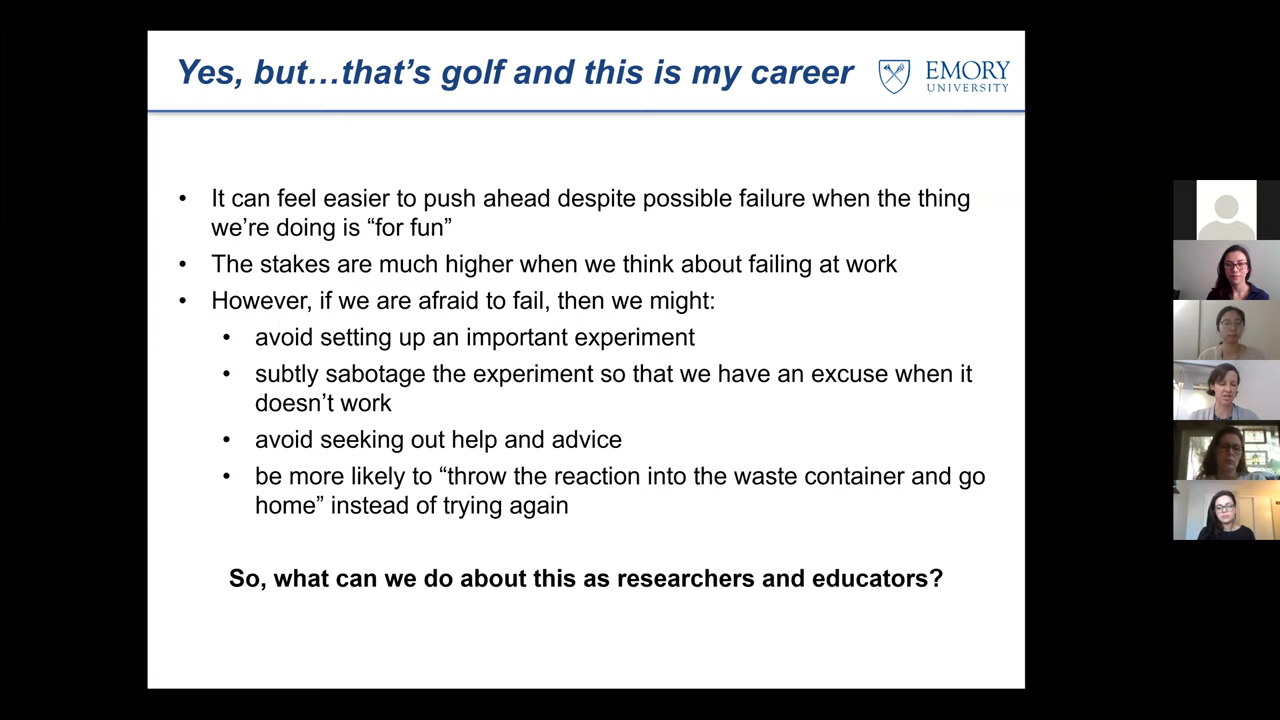 Yes, but…that’s golf and this is my career
EMORY
UNIVERSITY
• It can feel easier to push ahead despite possible failure when the thing
we’re doing is “for fun”
• The stakes are much higher when we think about failing at work
• However, if we are afraid to fail, then we might:
• avoid setting up an important experiment
• subtly sabotage the experiment so that we have an excuse when it
doesn’t work
• avoid seeking out help and advice
• be more likely to “throw the reaction into the waste container and go
home” instead of trying again
So, what can we do about this as researchers and educators?